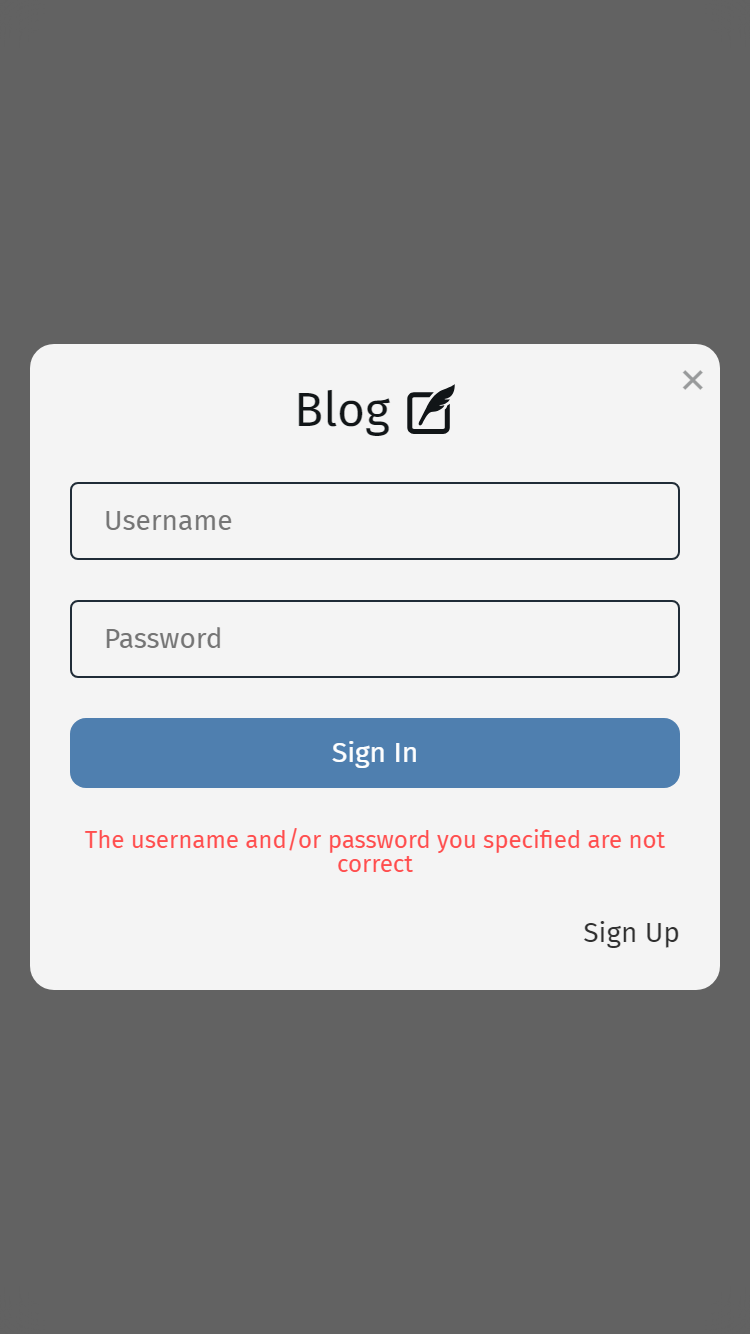 Blog
Username
Password
Sign In
The username and/or password you specified are not
correct
Sign Up